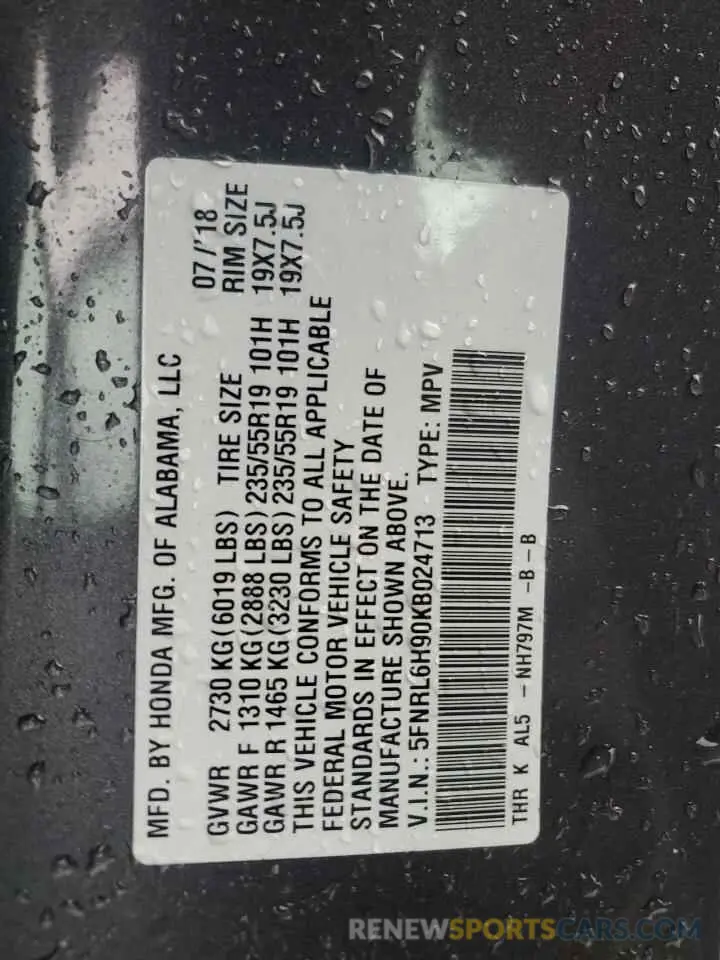 MFD. BY HONDA MFG. OF ALABAMA, LLC 07/'18
GVWR 2730 KG(6019 LBS) TIRE SIZE RIM SIZE
GAWR F 1310 KG(2888 LBS)235/55R19 101H 19X7.5J
GAWR R 1465 KG(3230 LBS)235/55R19 101H 19X7.5J
THIS VEHICLE CONFORMS TO ALL APPLICABLE
FEDERAL MOTOR VEHICLE SAFETY
STANDARDS IN EFFECT ON THE DATE OF
MANUFACTURE SHOWN ABOVE.
V.I.N.: 5FNRL6H90KB024713 TYPE: MPV
THR K AL5 -NH797M -B -B
RENEWSPORTSCARS.COM